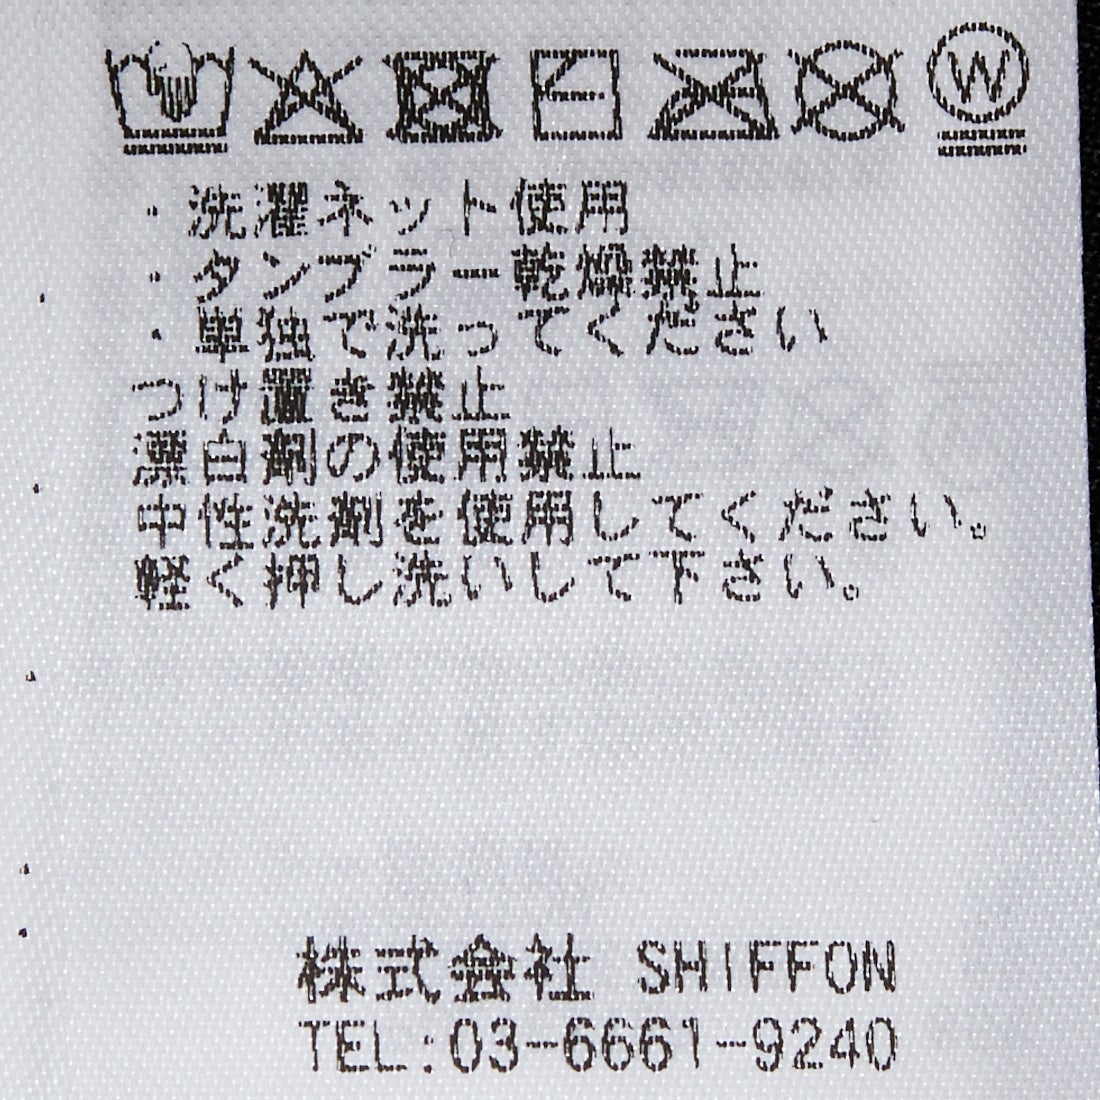 W
・洗濯ネット使用
・タンブラー乾燥禁止
・単独で洗ってください
つけ置き禁止
漂白剤の使用禁止
中性洗剤を使用してください。
軽く押し洗いして下さい。
株式会社 SHIFFON
TEL:03-6661-9240